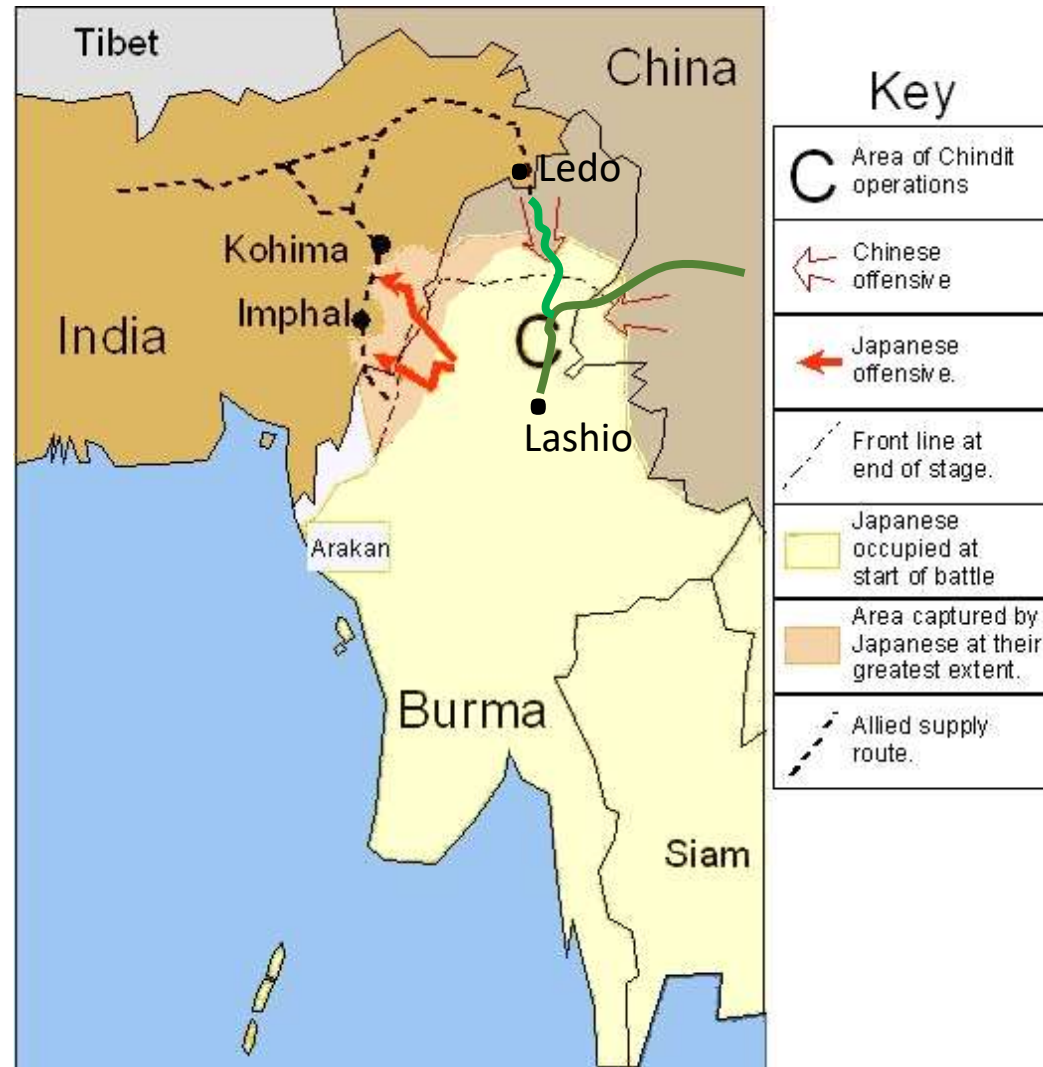 Tibet
China
Ledo
Kohima
Imphal
India
C
Lashio
Arakan
Burma
Siam
Key
C
Area of Chindit
operations
Chinese
offensive
Japanese
offensive.
Front line at
end of stage.
Japanese
occupied at
start of battle
Area captured by
Japanese at their
greatest extent.
Allied supply
route.